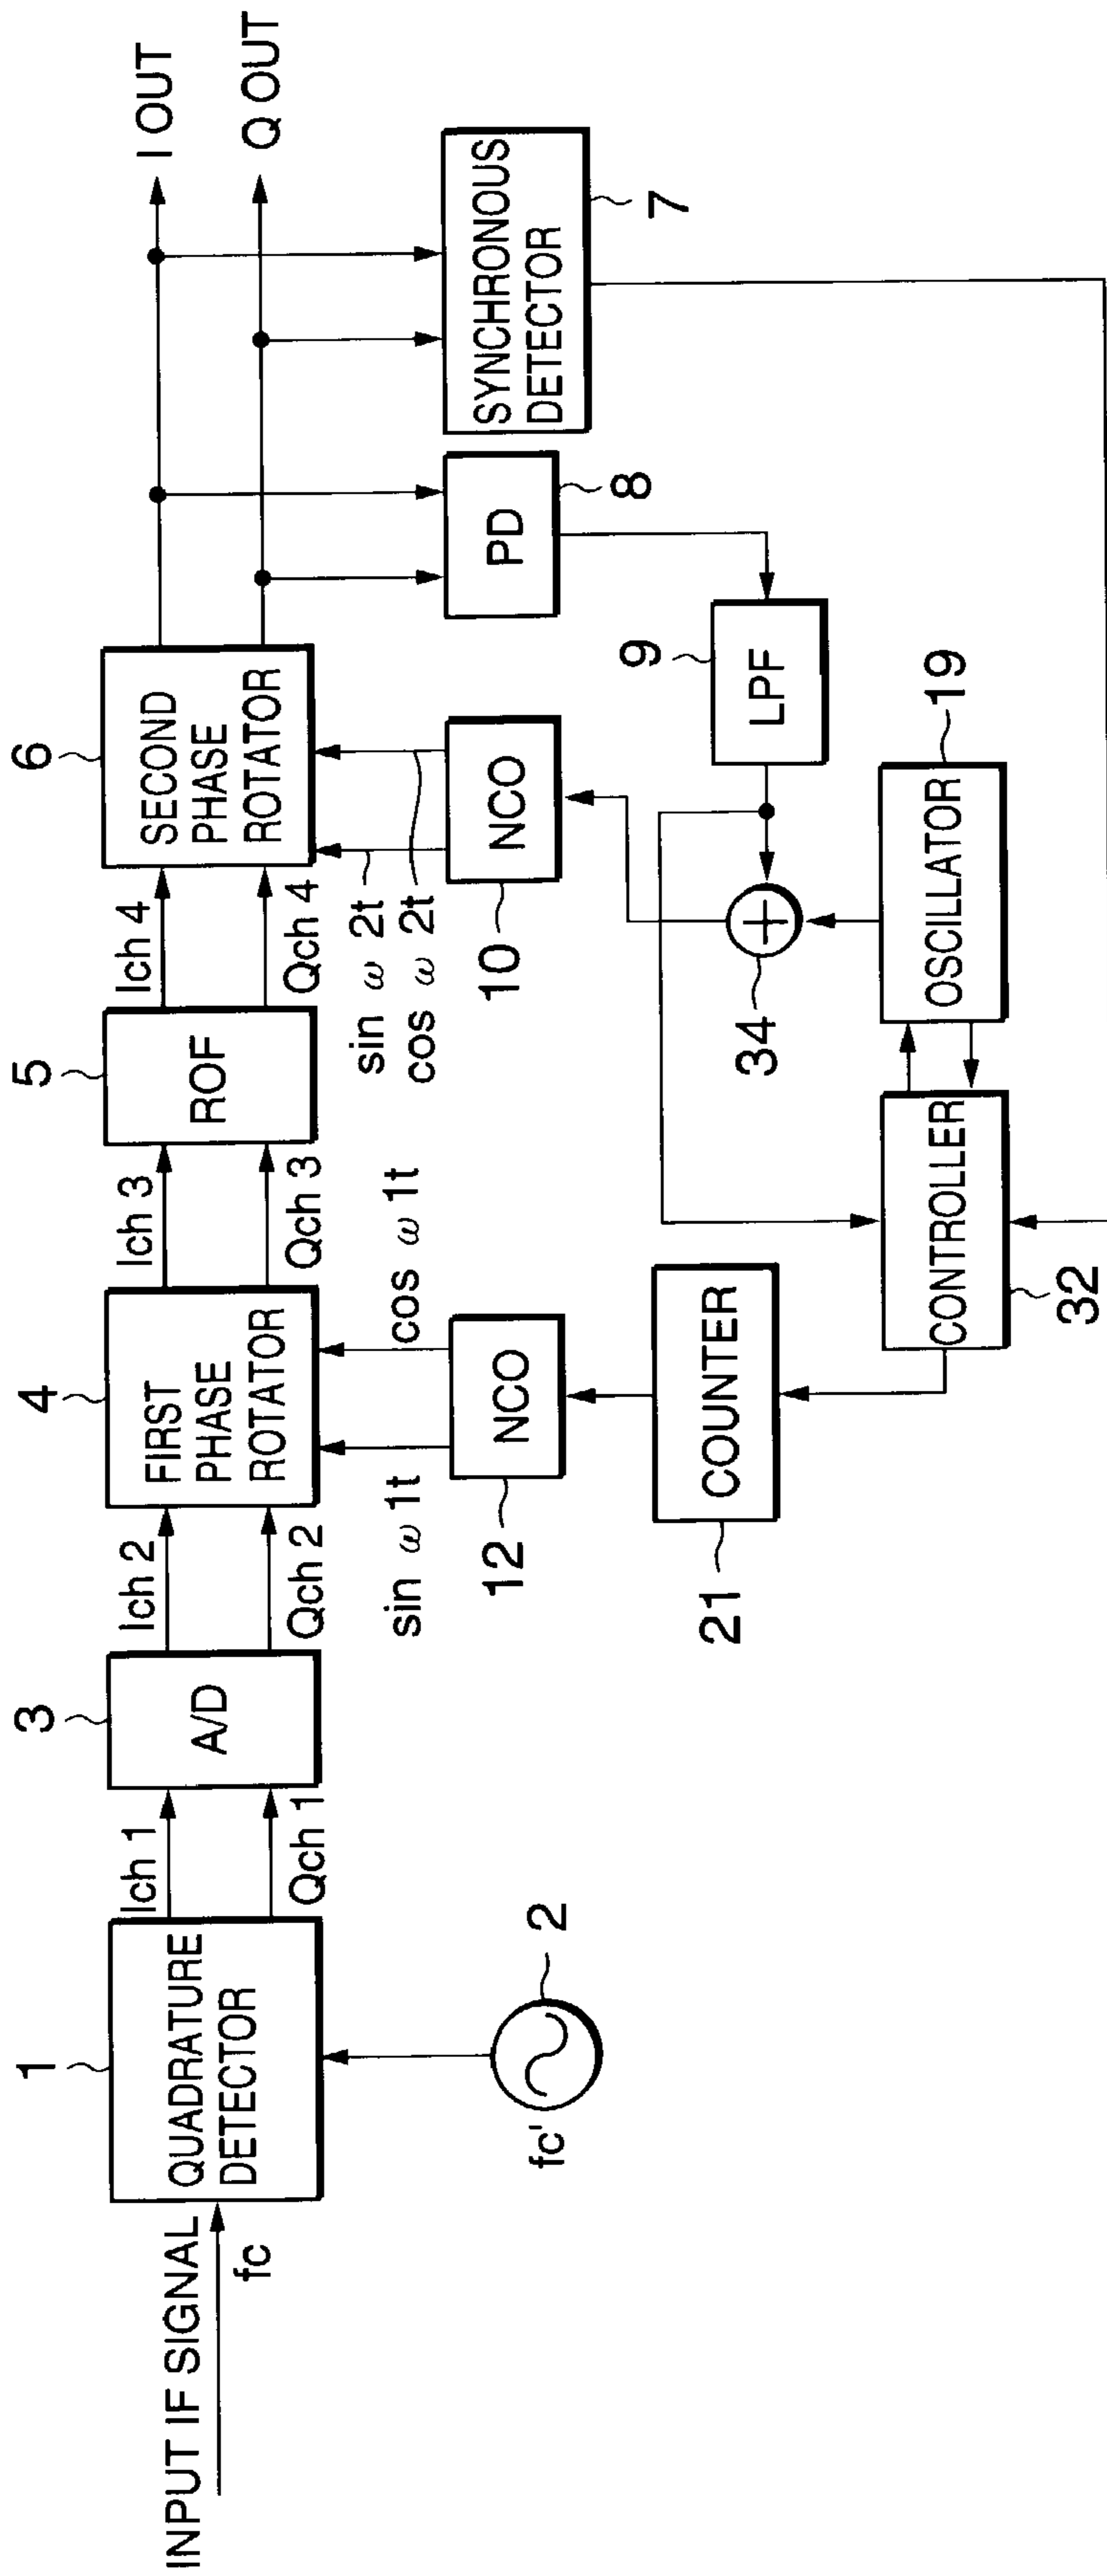 INPUT IF SIGNAL
fc
1
QUADRATURE
DETECTOR
fc'
2
Ich 1
Qch 1
3
A/D
Ich 2
Qch 2
4
FIRST
PHASE
ROTATOR
sin ω 1t
cos ω 1t
12
NCO
21
COUNTER
Ich 3
Qch 3
5
ROF
Ich 4
Qch 4
6
SECOND
PHASE
ROTATOR
sin ω 2t
cos ω 2t
10
NCO
34
+
CONTROLLER
32
OSCILLATOR
19
9
LPF
PD
8
SYNCHRONOUS
DETECTOR
7
I OUT
Q OUT